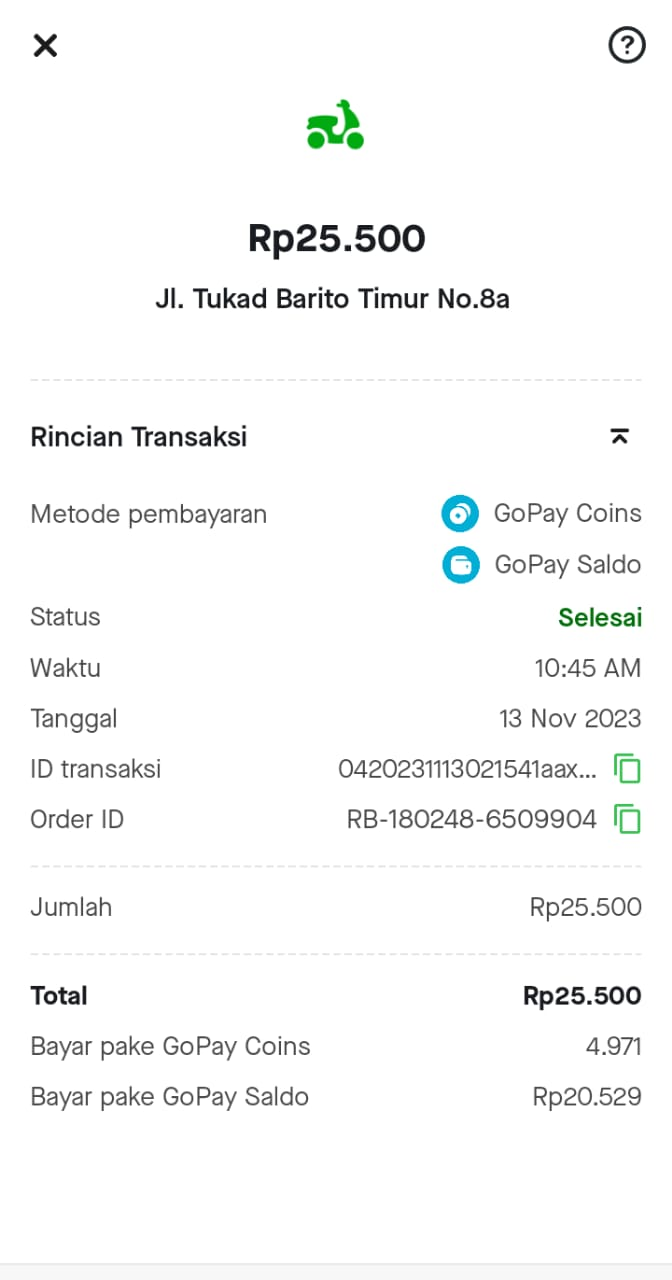 Rp25.500
Jl. Tukad Barito Timur No.8a
Rincian Transaksi
Metode pembayaran GoPay Coins
GoPay Saldo
Status Selesai
Waktu 10:45 AM
Tanggal 13 Nov 2023
ID transaksi 0420231113021541aax...
Order ID RB-180248-6509904
Jumlah Rp25.500
Total Rp25.500
Bayar pake GoPay Coins 4.971
Bayar pake GoPay Saldo Rp20.529